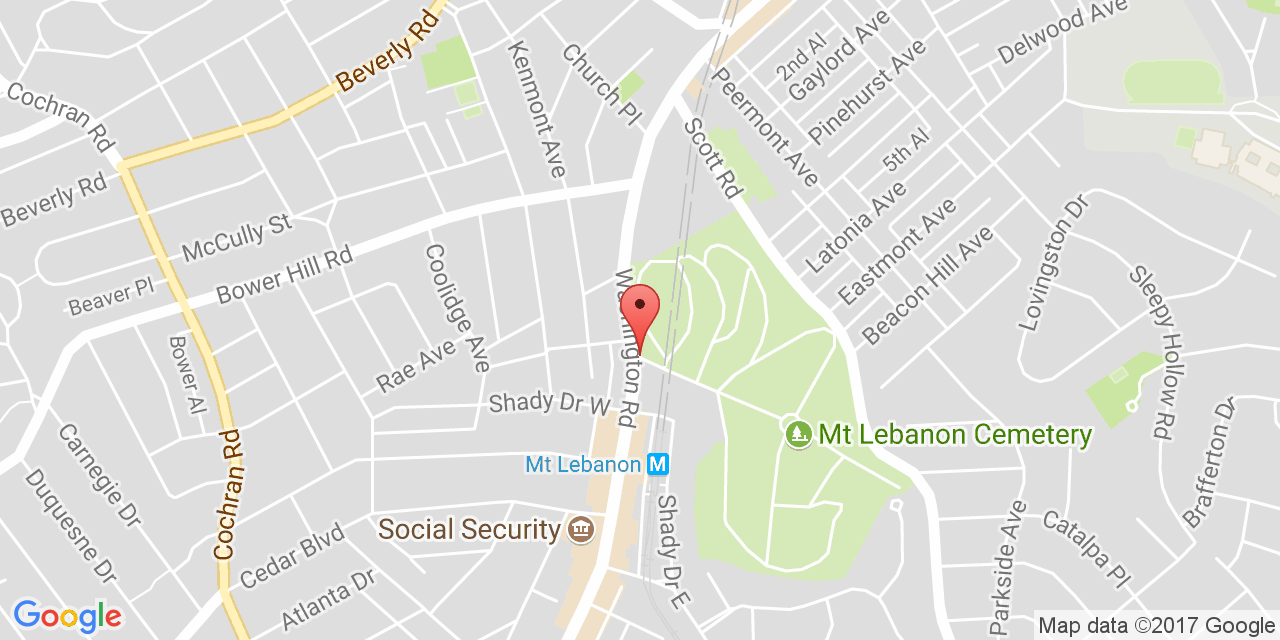 Beverly Rd
Kenmont Ave
Church Pl
2nd Al
Gaylord Ave
Delwood Ave
Pinehurst Ave
Peermont Ave
Cochran Rd
Scott Rd
5th Al
Beverly Rd
McCully St
Bower Hill Rd
Beaver Pl
Latonia Ave
Eastmont Ave
Beacon Hill Ave
Lovingston Dr
Sleepy Hollow Rd
Coolidge Ave
Rae Ave
Bower Al
Washington Rd
Shady Dr W
Mt Lebanon Cemetery
Brafferton Dr
Cochran Rd
Carnegie Dr
Duquesne Dr
Mt Lebanon M
Social Security
Shady Dr E
Cedar Blvd
Atlanta Dr
Parkside Ave
Catalpa Pl
Google
Map data ©2017 Google